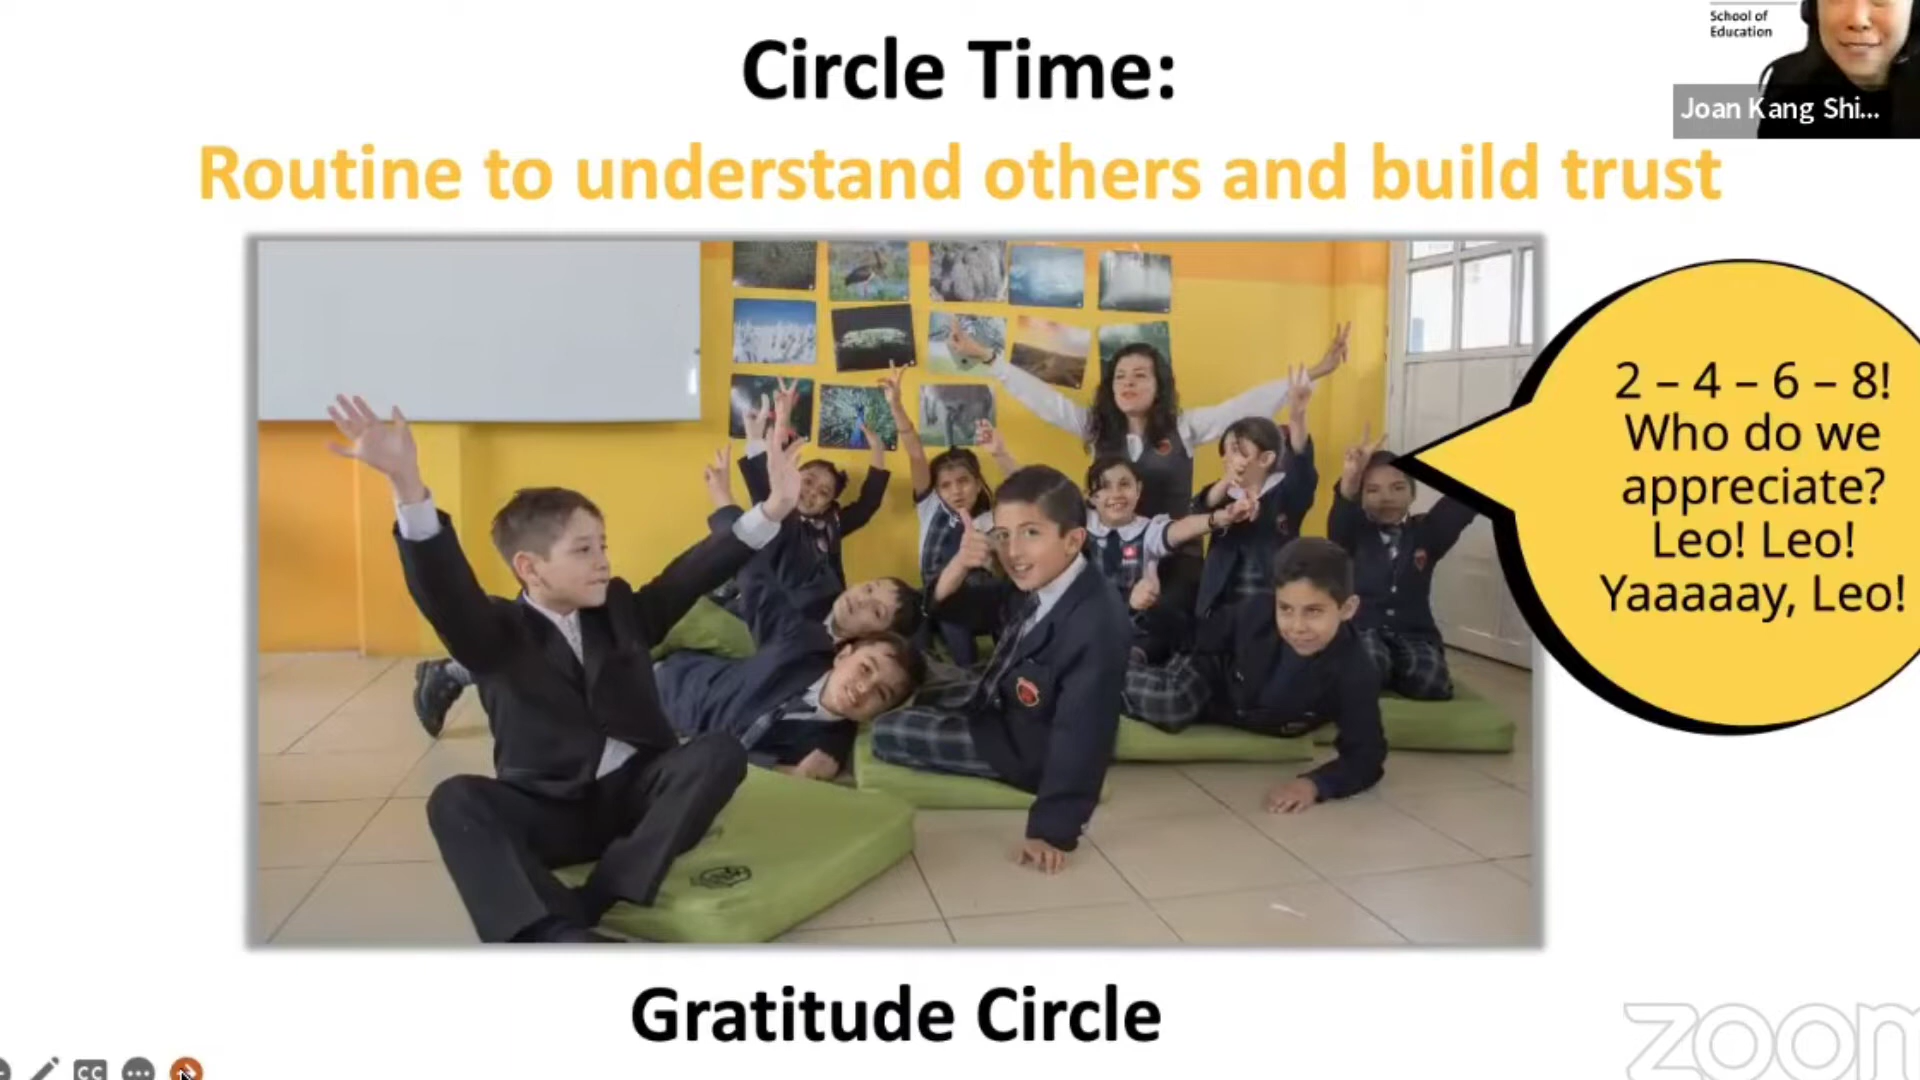 School of
Education
Circle Time:
Joan Kang Shi...
Routine to understand others and build trust
2 – 4 – 6 – 8!
Who do we
appreciate?
Leo! Leo!
Yaaaaay, Leo!
Gratitude Circle
CC
zoom